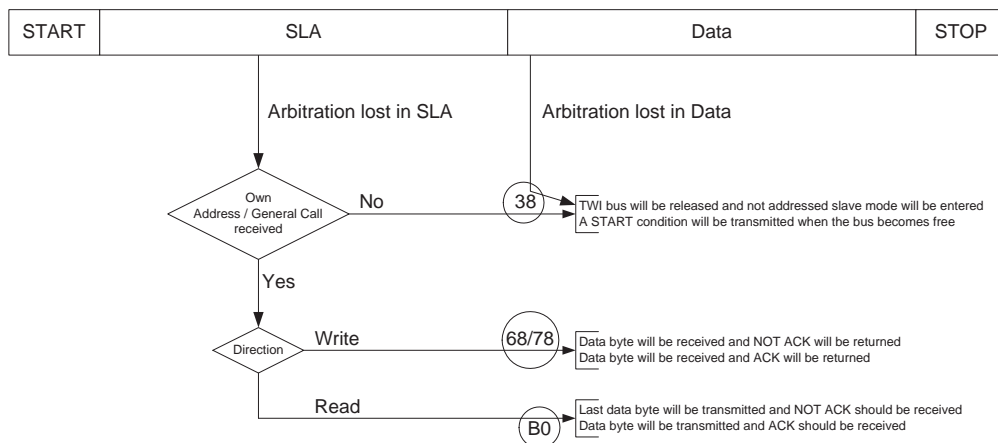 START SLA Data STOP
Arbitration lost in SLA Arbitration lost in Data
Own
Address / General Call
received
No
38
TWI bus will be released and not addressed slave mode will be entered
A START condition will be transmitted when the bus becomes free
Yes
Direction
Write
68/78
Data byte will be received and NOT ACK will be returned
Data byte will be received and ACK will be returned
Read
B0
Last data byte will be transmitted and NOT ACK should be received
Data byte will be transmitted and ACK should be received